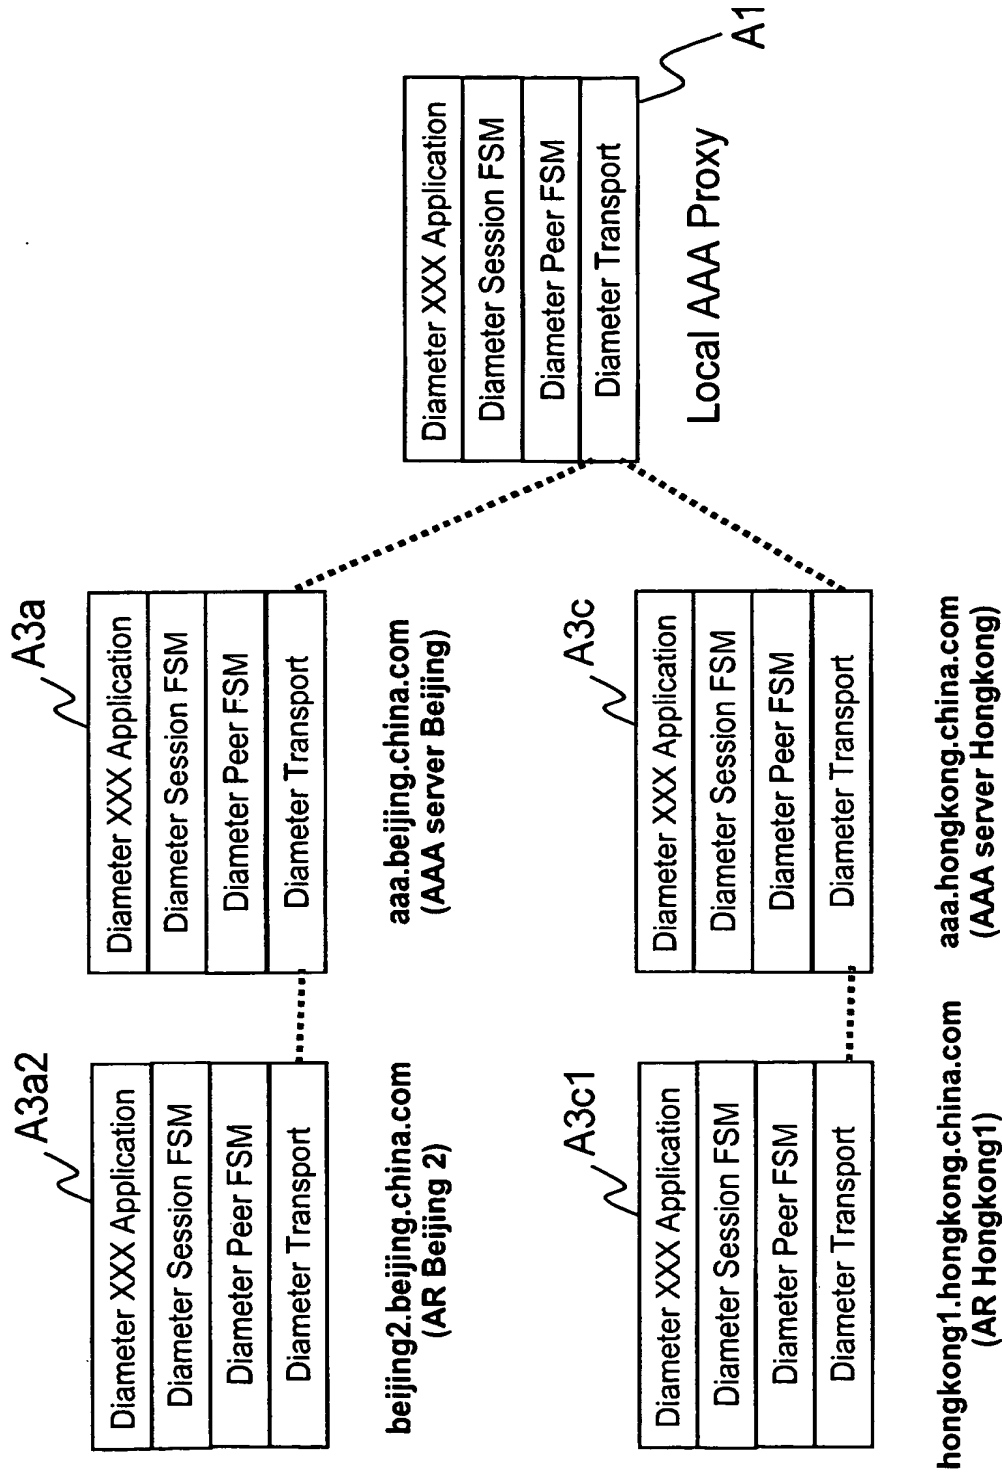 A3a2
Diameter XXX Application
Diameter Session FSM
Diameter Peer FSM
Diameter Transport
beijing2.beijing.china.com
(AR Beijing 2)
A3a
Diameter XXX Application
Diameter Session FSM
Diameter Peer FSM
Diameter Transport
aaa.beijing.china.com
(AAA server Beijing)
A3c1
Diameter XXX Application
Diameter Session FSM
Diameter Peer FSM
Diameter Transport
hongkong1.hongkong.china.com
(AR Hongkong1)
A3c
Diameter XXX Application
Diameter Session FSM
Diameter Peer FSM
Diameter Transport
aaa.hongkong.china.com
(AAA server Hongkong)
Diameter XXX Application
Diameter Session FSM
Diameter Peer FSM
Diameter Transport
A1
Local AAA Proxy